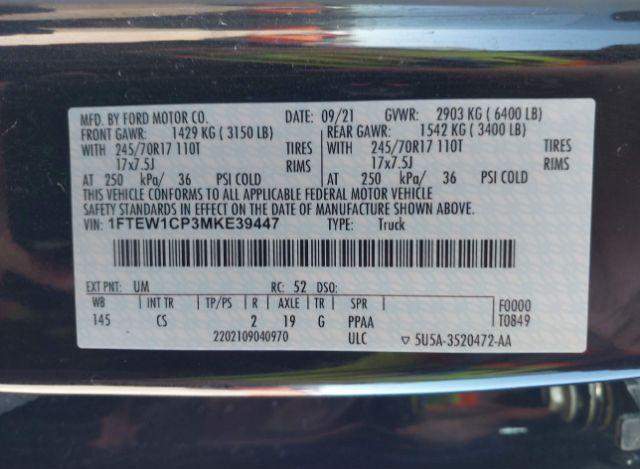 MFD. BY FORD MOTOR CO. DATE: 09/21 GVWR: 2903 KG ( 6400 LB)
FRONT GAWR: 1429 KG ( 3150 LB) REAR GAWR: 1542 KG ( 3400 LB)
WITH 245/70R17 110T TIRES WITH 245/70R17 110T TIRES
17x7.5J RIMS 17x7.5J RIMS
AT 250 kPa/ 36 PSI COLD AT 250 kPa/ 36 PSI COLD
THIS VEHICLE CONFORMS TO ALL APPLICABLE FEDERAL MOTOR VEHICLE
SAFETY STANDARDS IN EFFECT ON THE DATE OF MANUFACTURE SHOWN ABOVE.
VIN: 1FTEW1CP3MKE39447 TYPE: Truck
EXT PNT: UM RC: 52 DSO:
WB INT TR TP/PS R AXLE TR SPR F0000
145 CS 2 19 G PPAA T0849
2202109040970 ULC ▽ 5U5A-3520472-AA